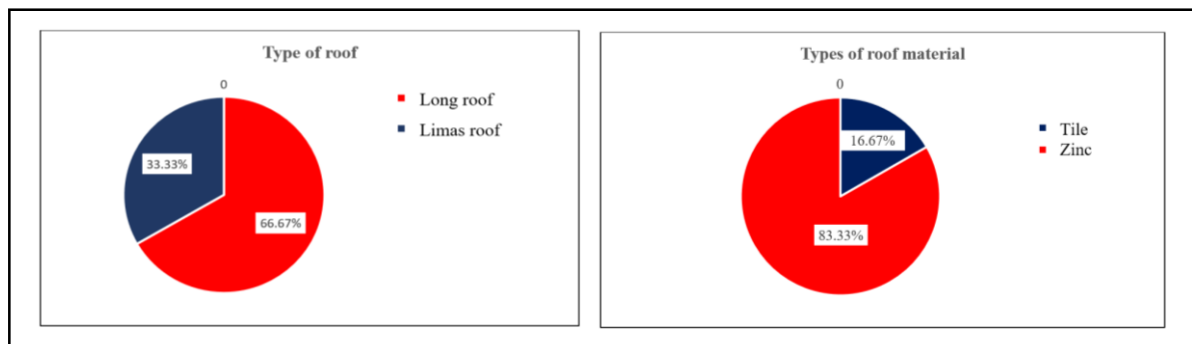 Type of roof
0
Long roof
Limas roof
33.33%
66.67%
Types of roof material
0
Tile
Zinc
16.67%
83.33%